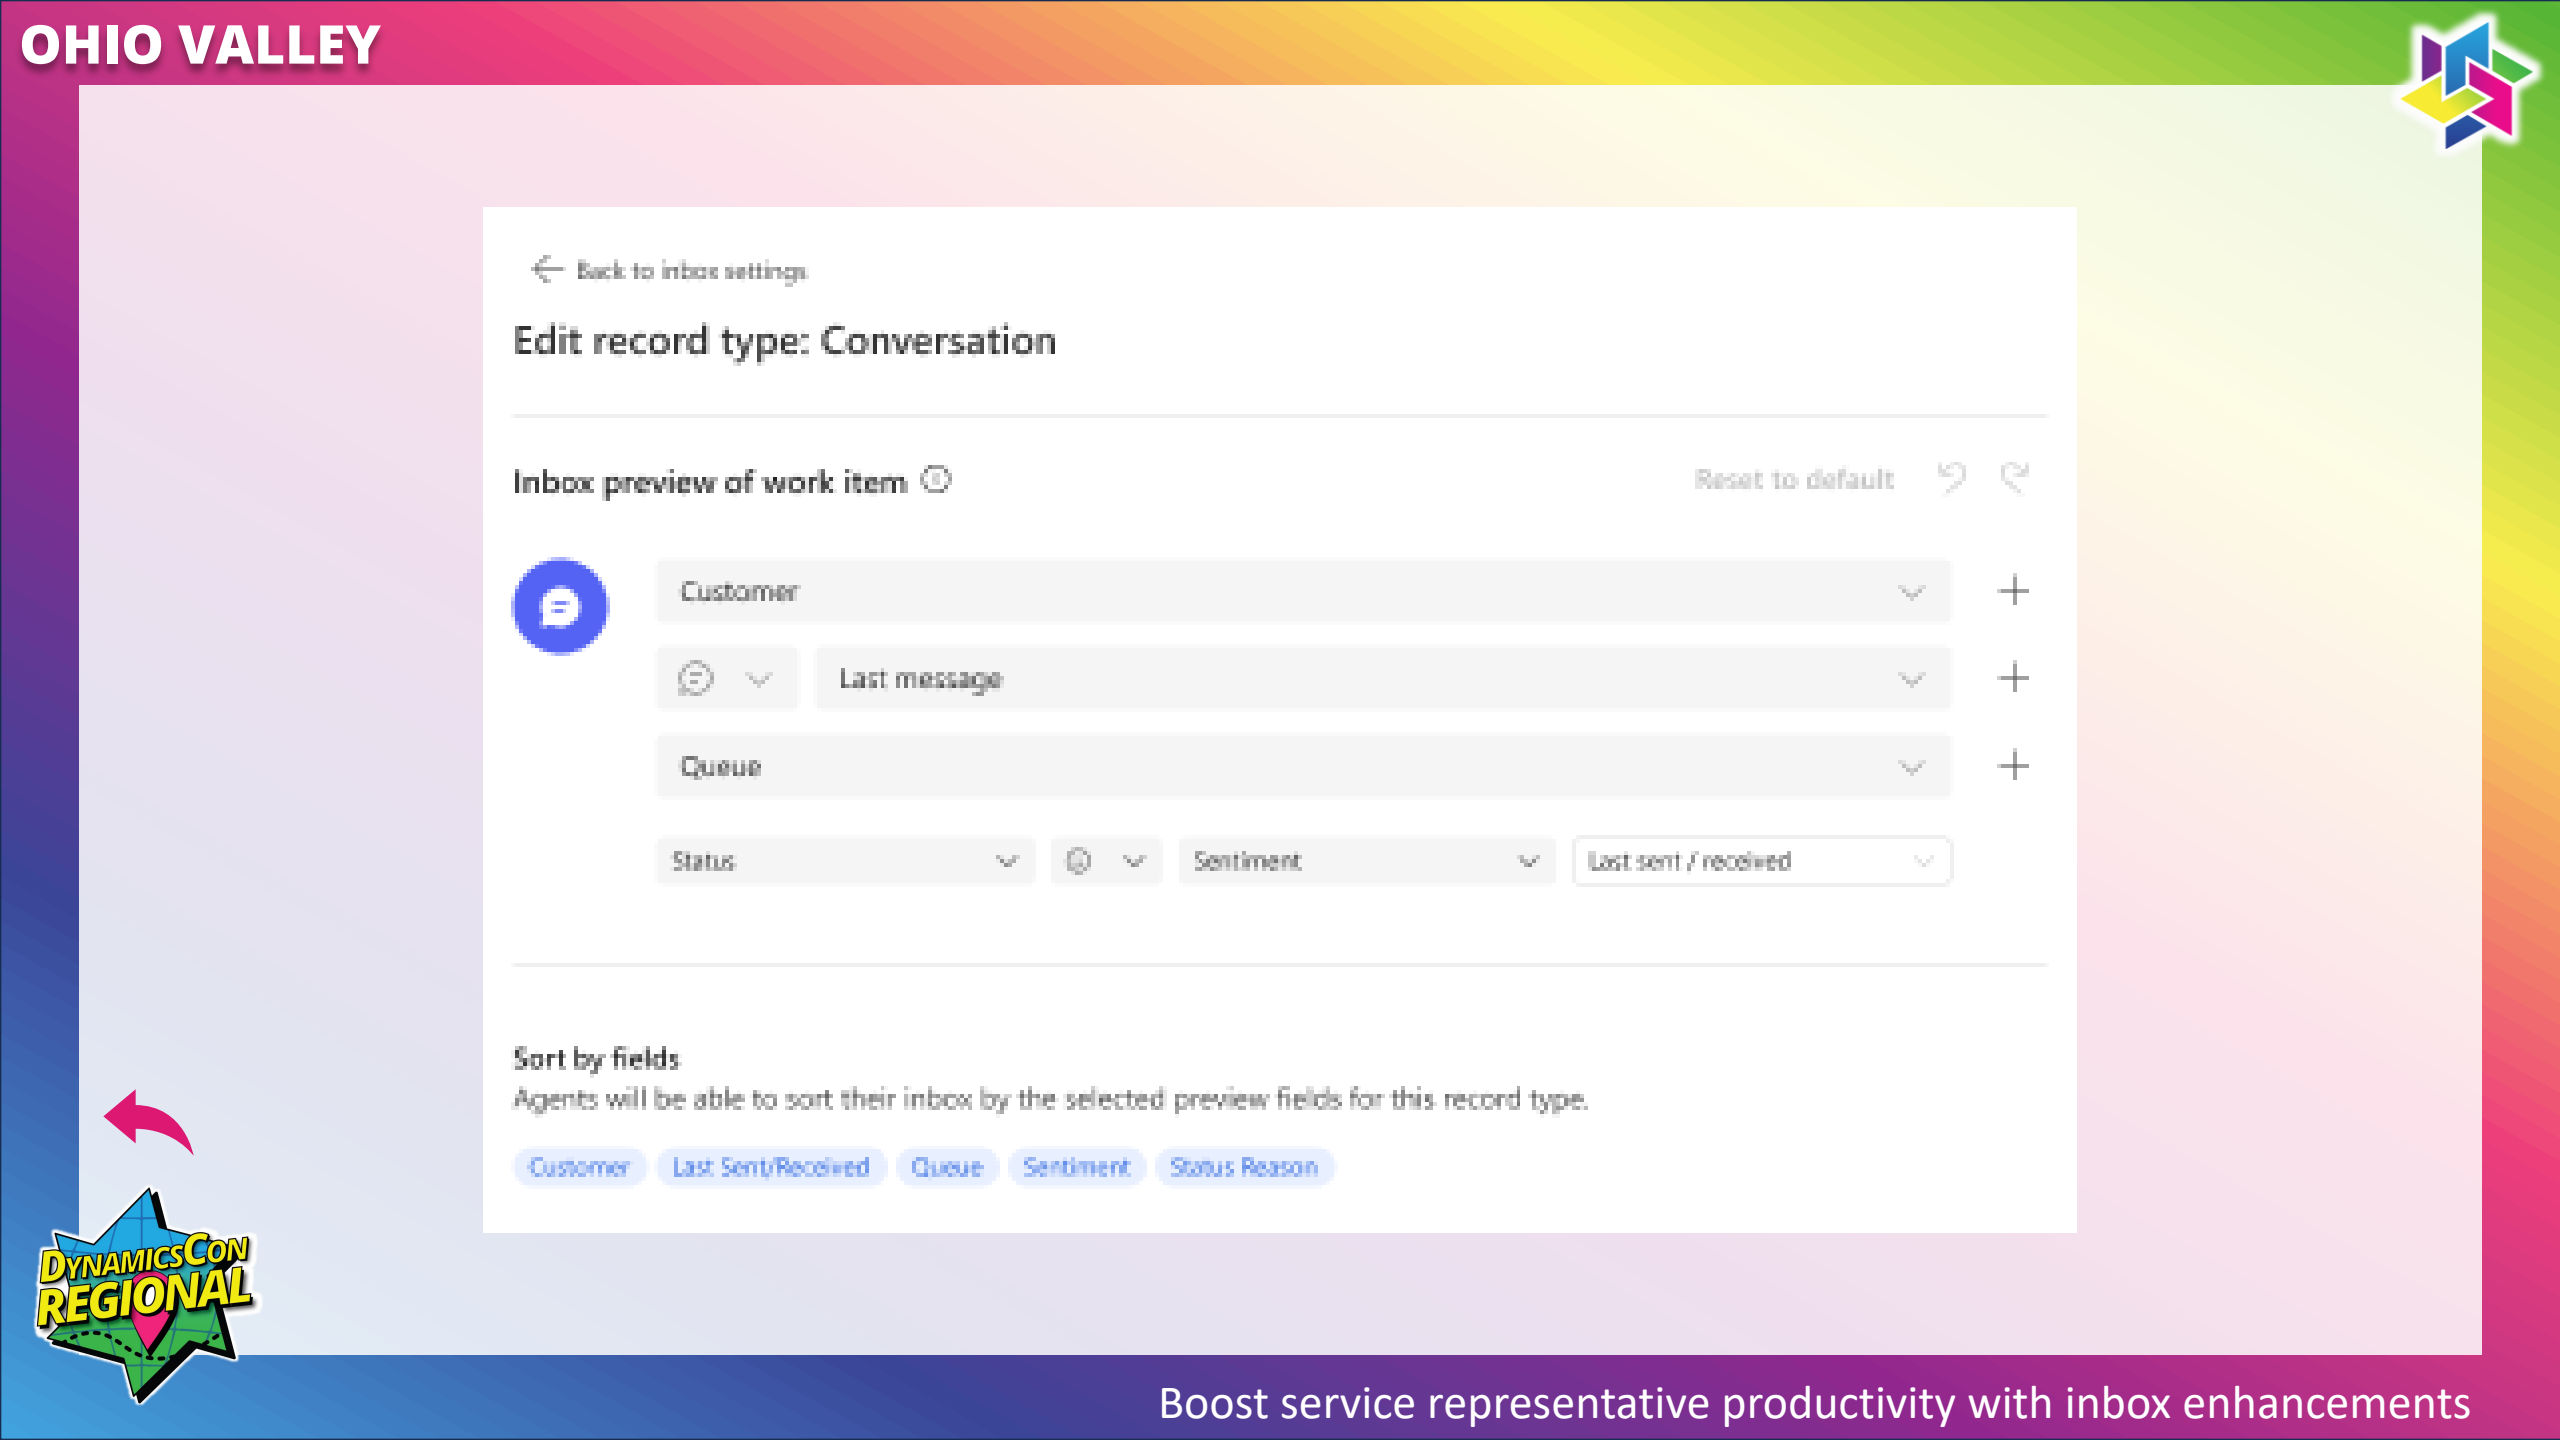 OHIO VALLEY
Back to inbox settings
Edit record type: Conversation
Inbox preview of work item
Reset to default
Customer
Last message
Queue
Status
Sentiment
Last sent / received
Sort by fields
Agents will be able to sort their inbox by the selected preview fields for this record type.
Customer
Last Sent/Received
Queue
Sentiment
Status Reason
DYNAMICSCON
REGIONAL
Boost service representative productivity with inbox enhancements